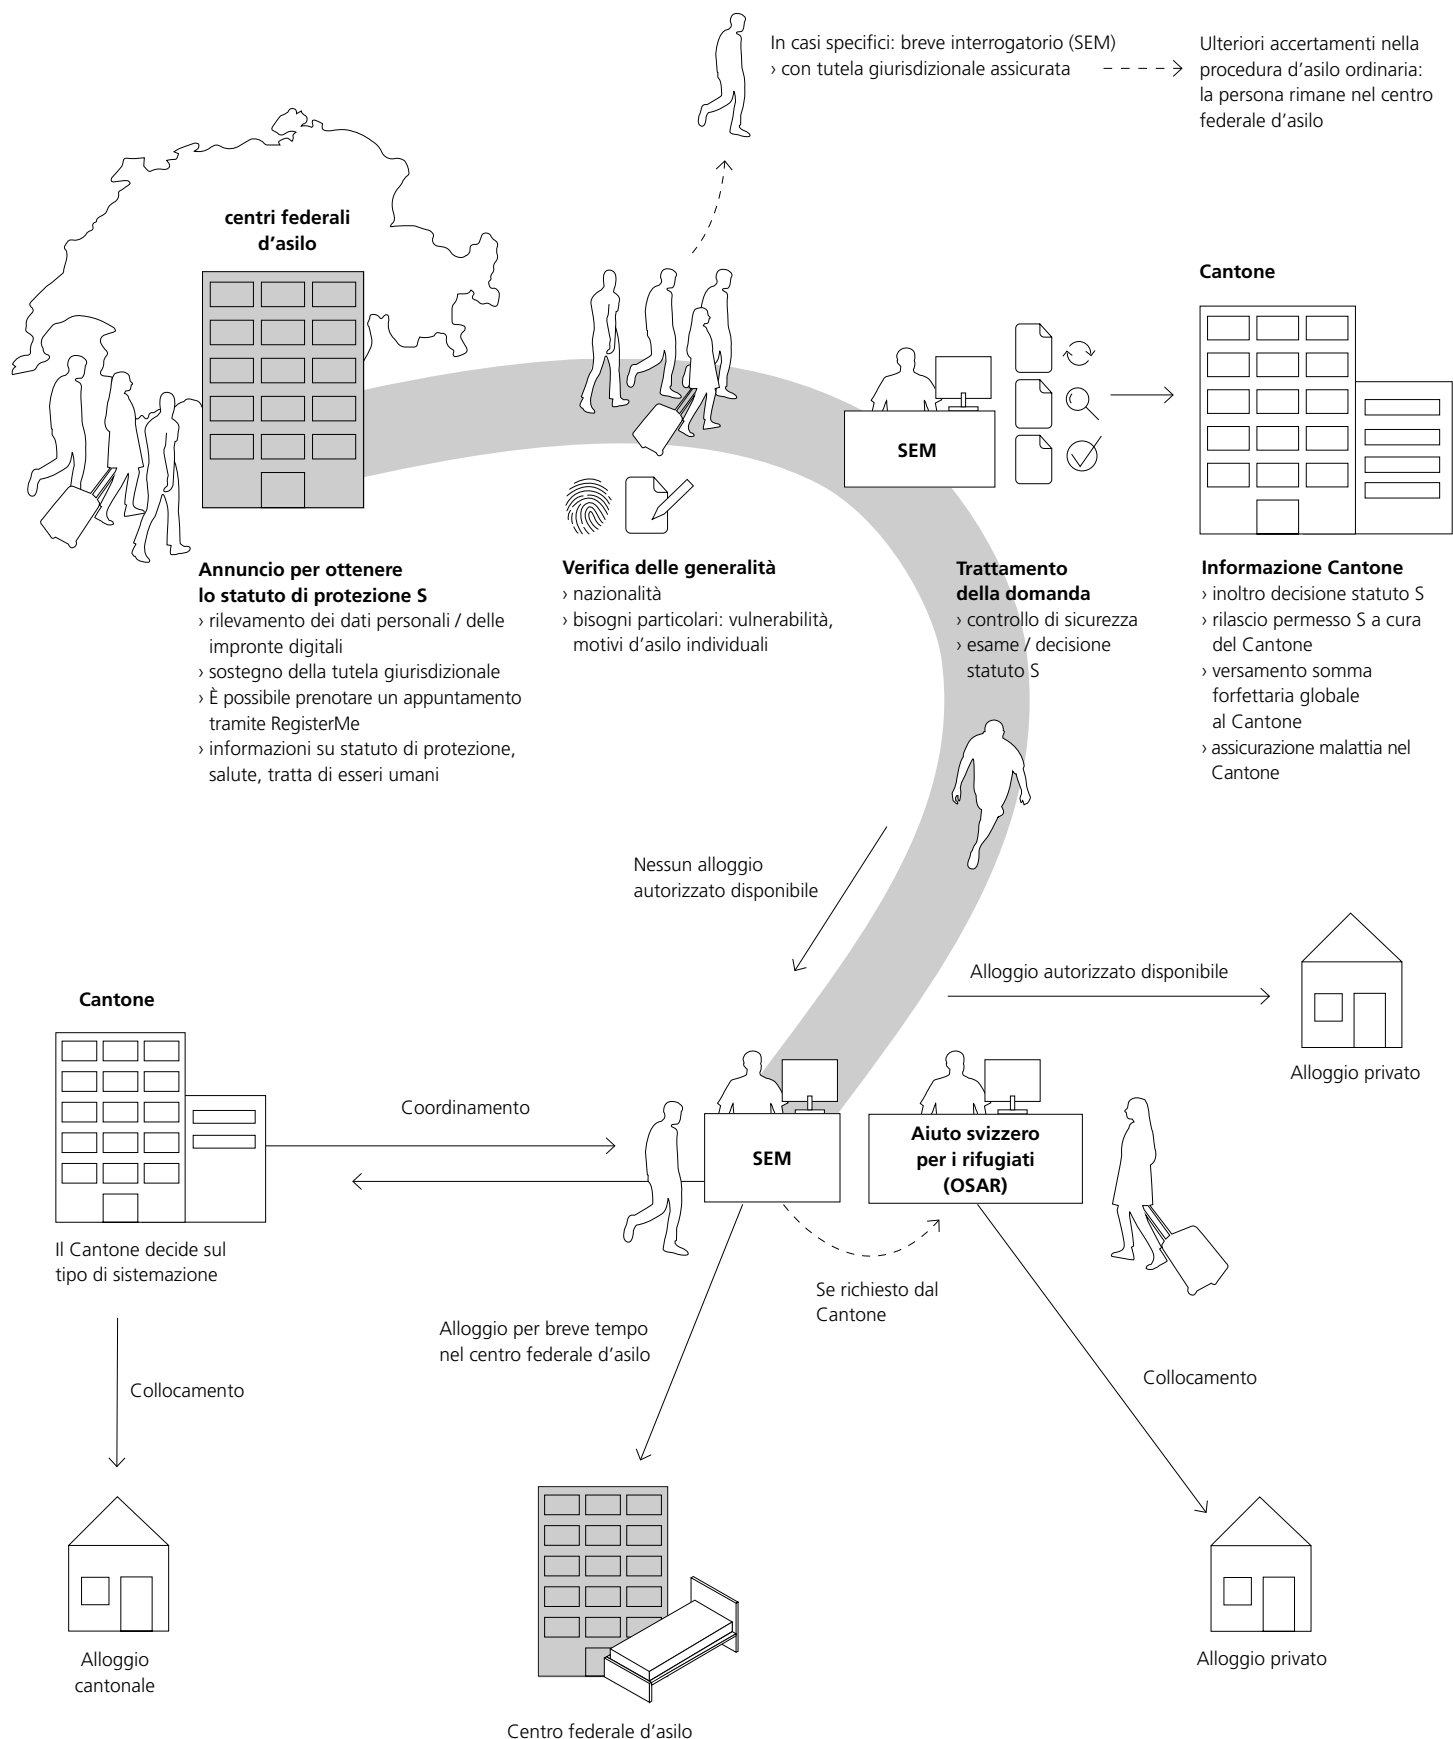 In casi specifici: breve interrogatorio (SEM)
› con tutela giurisdizionale assicurata
Ulteriori accertamenti nella
procedura d'asilo ordinaria:
la persona rimane nel centro
federale d'asilo
centri federali
d'asilo
Cantone
SEM
Annuncio per ottenere
lo statuto di protezione S
› rilevamento dei dati personali / delle
impronte digitali
› sostegno della tutela giurisdizionale
› È possibile prenotare un appuntamento
tramite RegisterMe
› informazioni su statuto di protezione,
salute, tratta di esseri umani
Verifica delle generalità
› nazionalità
› bisogni particolari: vulnerabilità,
motivi d'asilo individuali
Trattamento
della domanda
› controllo di sicurezza
› esame / decisione
statuto S
Informazione Cantone
› inoltro decisione statuto S
› rilascio permesso S a cura
del Cantone
› versamento somma
forfettaria globale
al Cantone
› assicurazione malattia nel
Cantone
Nessun alloggio
autorizzato disponibile
Alloggio autorizzato disponibile
Alloggio privato
Cantone
Coordinamento
SEM
Aiuto svizzero
per i rifugiati
(OSAR)
Il Cantone decide sul
tipo di sistemazione
Se richiesto dal
Cantone
Alloggio per breve tempo
nel centro federale d'asilo
Collocamento
Collocamento
Alloggio
cantonale
Centro federale d'asilo
Alloggio privato